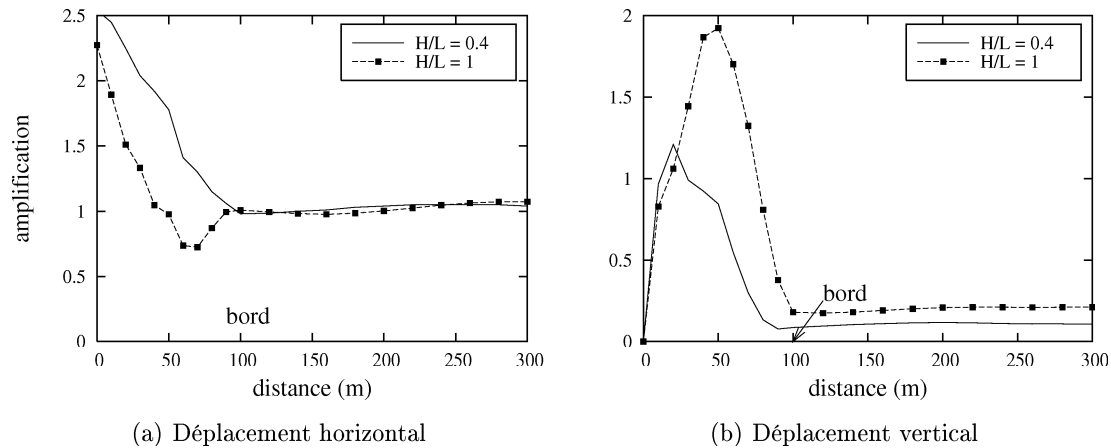 2.5
2
1.5
1
0.5
0
amplification
H/L = 0.4
H/L = 1
bord
0 50 100 150 200 250 300
distance (m)
(a) Déplacement horizontal
2
1.5
1
0.5
0
H/L = 0.4
H/L = 1
bord
0 50 100 150 200 250 300
distance (m)
(b) Déplacement vertical